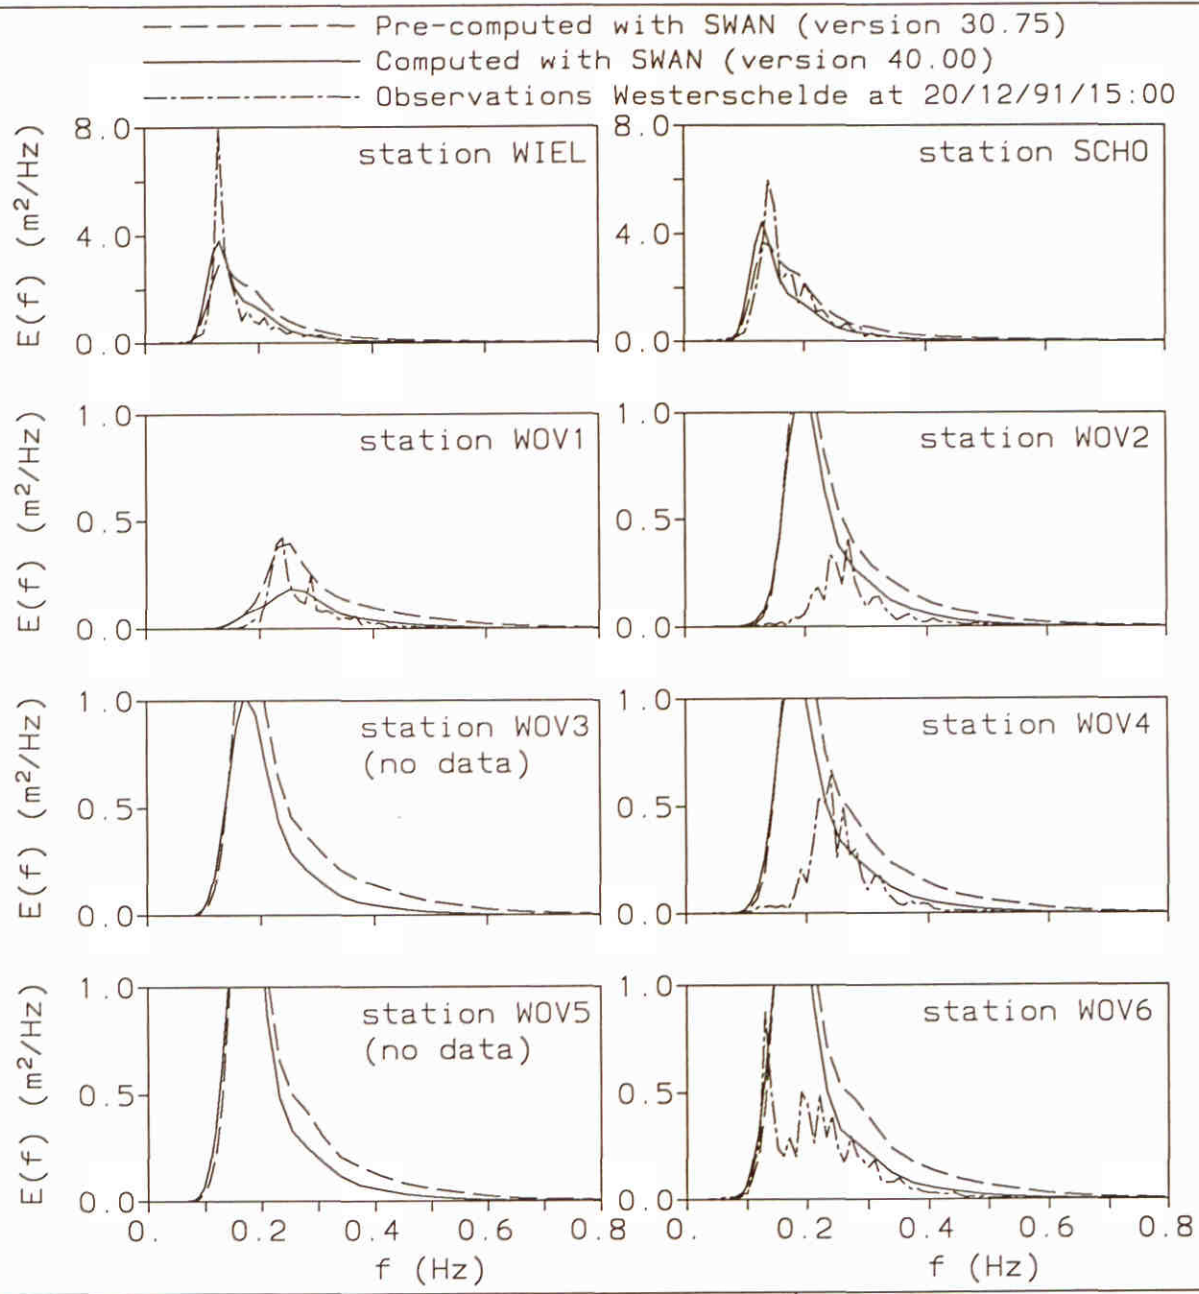 Pre-computed with SWAN (version 30.75)
Computed with SWAN (version 40.00)
Observations Westerschelde at 20/12/91/15:00
E(f) (m²/Hz)
8.0
4.0
0.0
station WIEL
8.0
4.0
0.0
station SCHO
E(f) (m²/Hz)
1.0
0.5
0.0
station WOV1
1.0
0.5
0.0
station WOV2
E(f) (m²/Hz)
1.0
0.5
0.0
station WOV3
(no data)
1.0
0.5
0.0
station WOV4
E(f) (m²/Hz)
1.0
0.5
0.0
station WOV5
(no data)
1.0
0.5
0.0
station WOV6
0. 0.2 0.4 0.6 0.8
0. 0.2 0.4 0.6 0.8
f (Hz)
f (Hz)